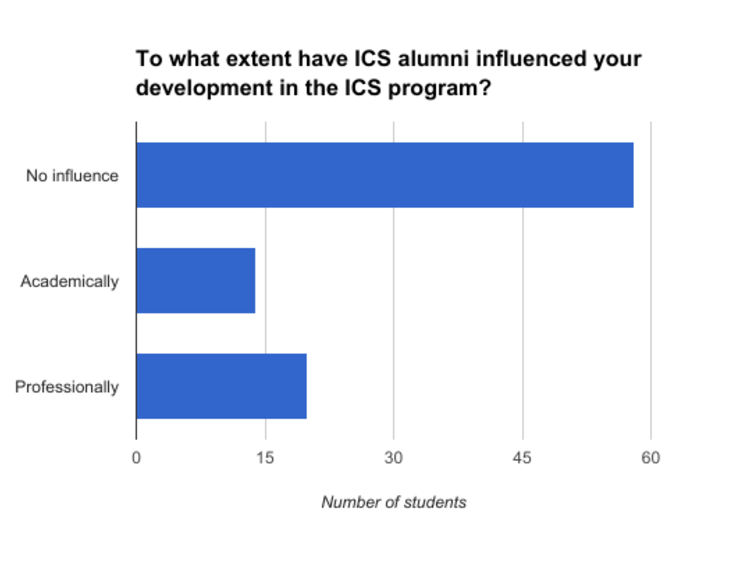 To what extent have ICS alumni influenced your
development in the ICS program?
No influence
Academically
Professionally
0 15 30 45 60
Number of students